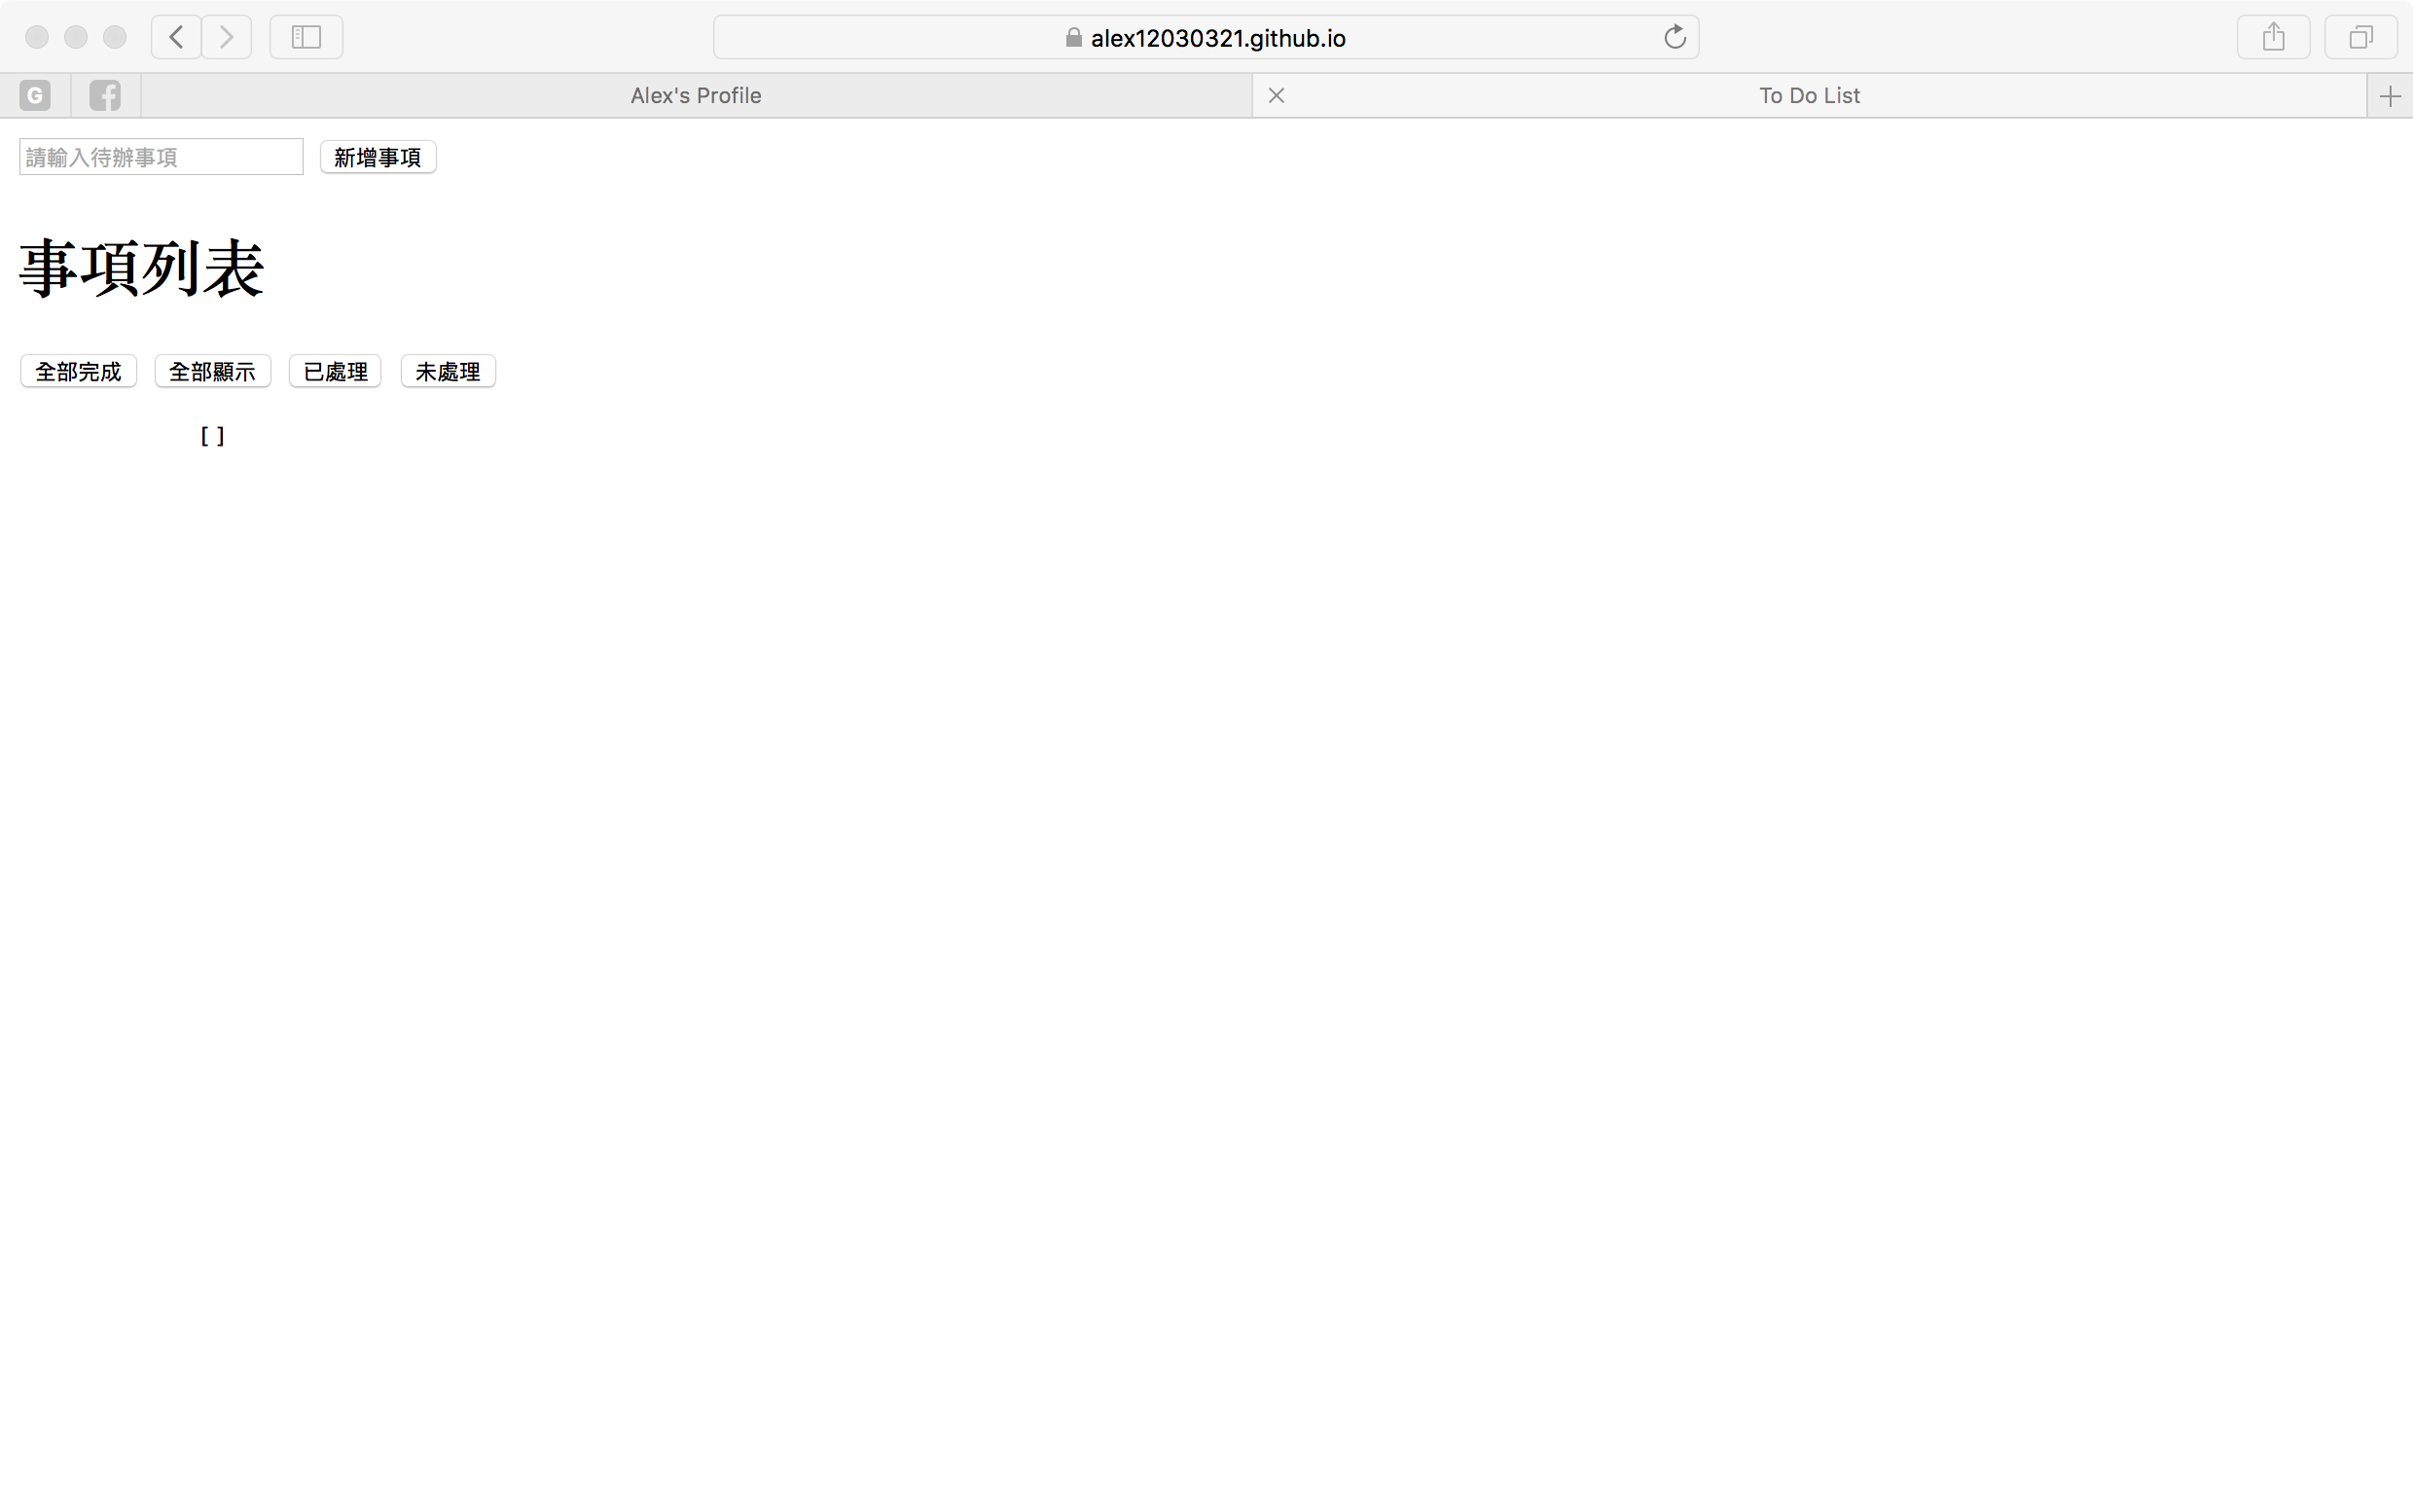 alex12030321.github.io
G
Alex's Profile
To Do List
請輸入待辦事項 新增事項
事項列表
全部完成 全部顯示 已處理 未處理
[]